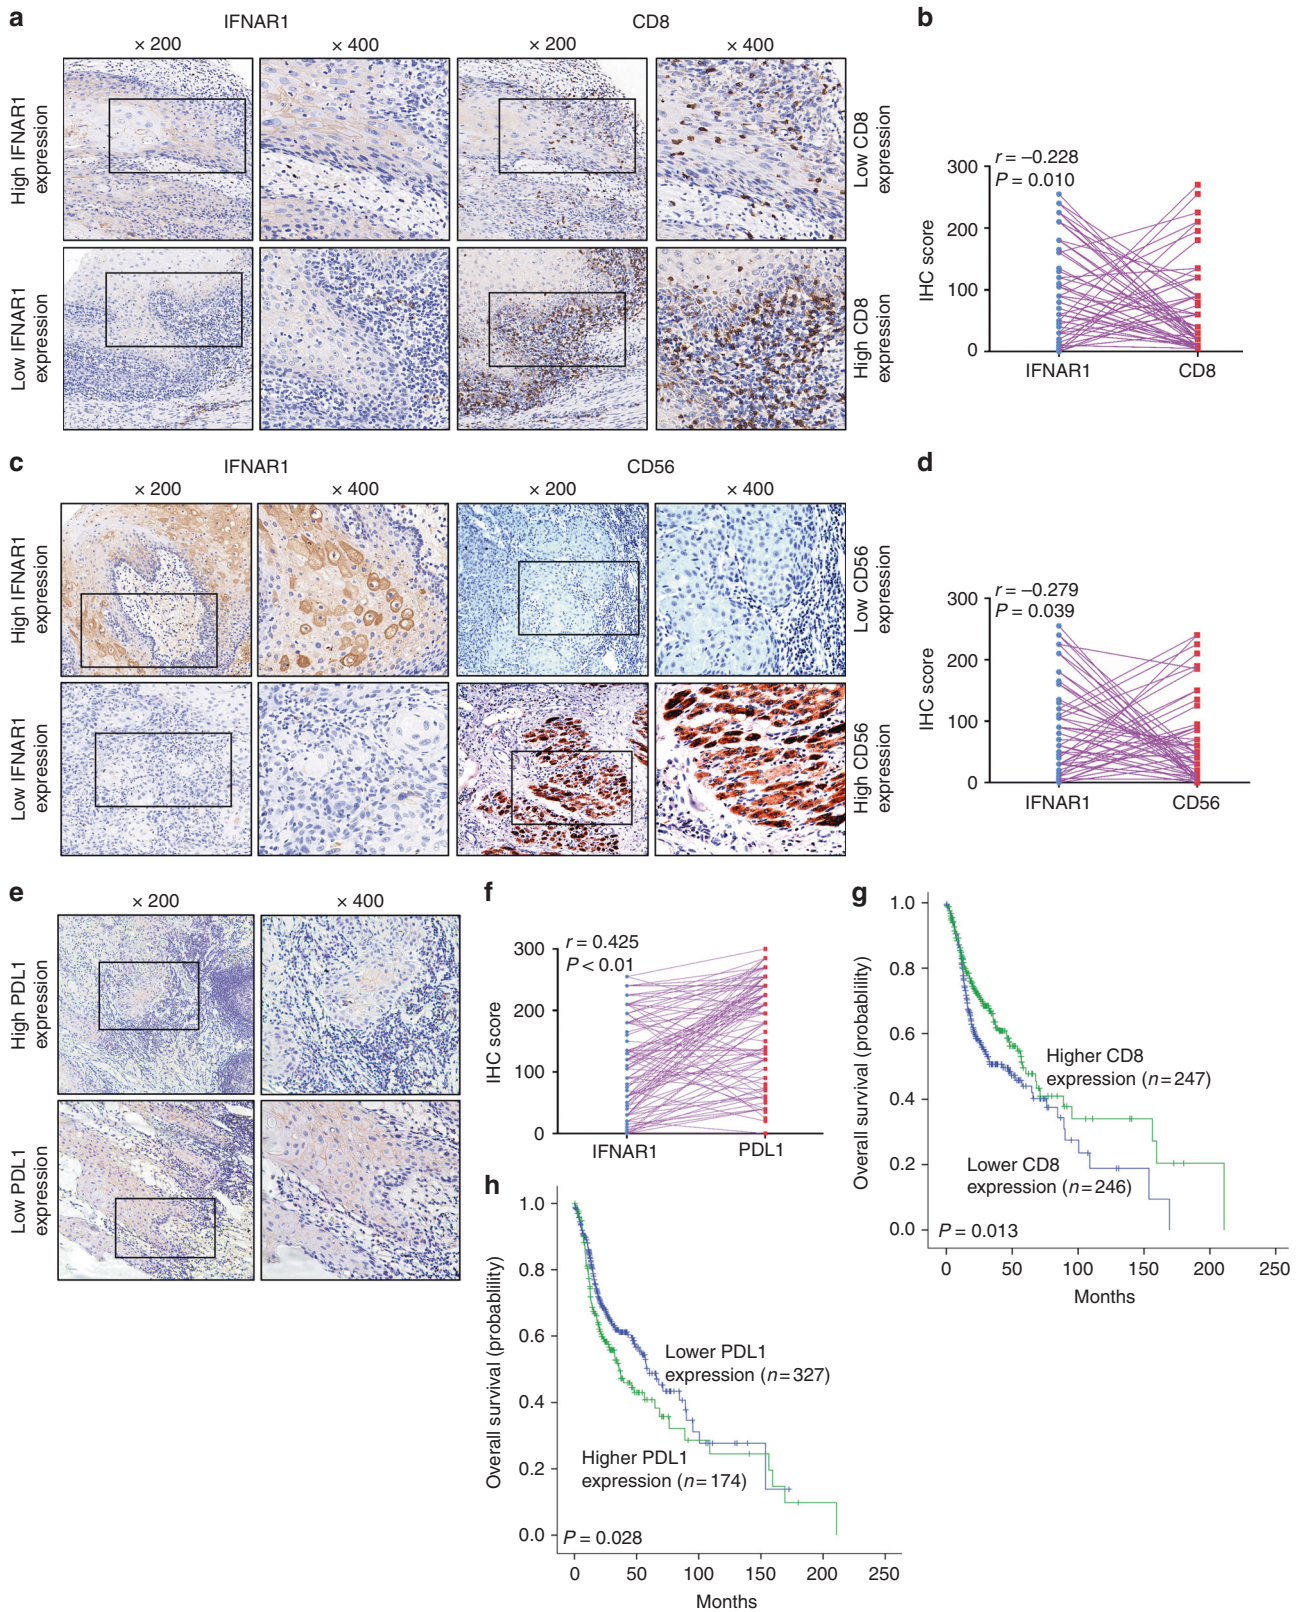 a
IFNAR1
CD8
× 200
× 400
× 200
× 400
High IFNAR1
expression
Low CD8
expression
Low IFNAR1
expression
High CD8
expression
b
r = –0.228
P = 0.010
IHC score
300
200
100
0
IFNAR1
CD8
c
IFNAR1
CD56
× 200
× 400
× 200
× 400
High IFNAR1
expression
Low CD56
expression
Low IFNAR1
expression
High CD56
expression
d
r = –0.279
P = 0.039
IHC score
300
200
100
0
IFNAR1
CD56
e
× 200
× 400
High PDL1
expression
Low PDL1
expression
f
r = 0.425
P < 0.01
IHC score
300
200
100
0
IFNAR1
PDL1
g
Overall survival (probability)
1.0
0.8
0.6
0.4
0.2
0.0
Higher CD8
expression (n=247)
Lower CD8
expression (n=246)
P = 0.013
0
50
100
150
200
250
Months
h
Overall survival (probablility)
1.0
0.8
0.6
0.4
0.2
0.0
Lower PDL1
expression (n=327)
Higher PDL1
expression (n=174)
P = 0.028
0
50
100
150
200
250
Months